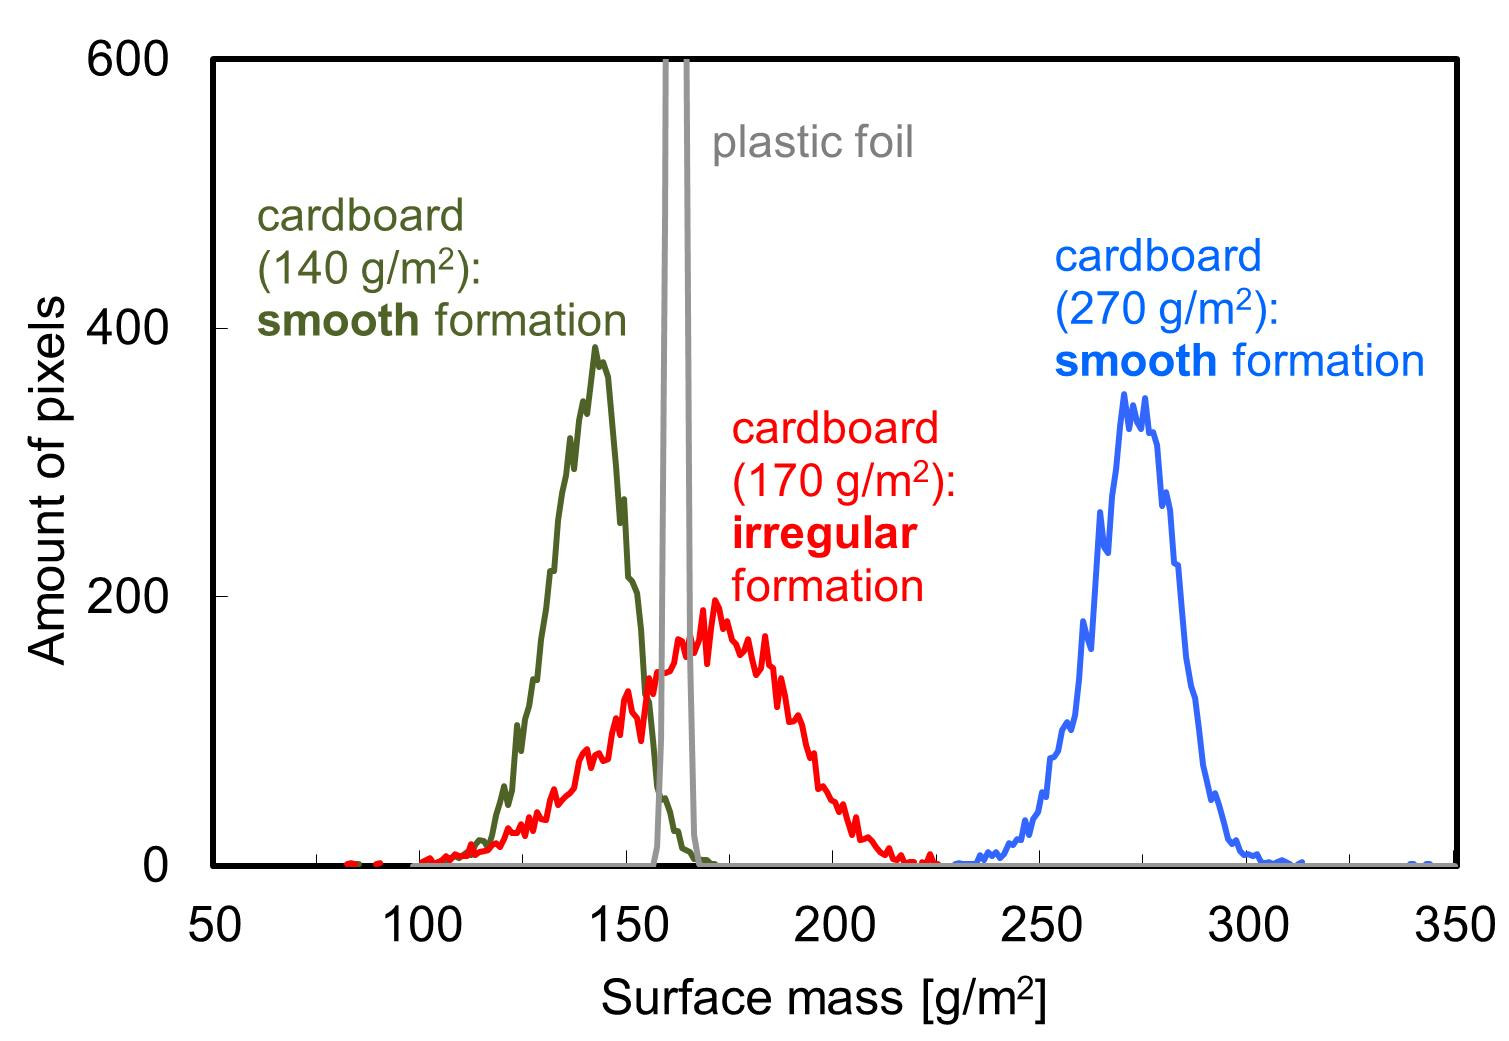 600
plastic foil
cardboard
(140 g/m²):
smooth formation
cardboard
(270 g/m²):
smooth formation
400
cardboard
(170 g/m²):
irregular
formation
200
0
Amount of pixels
50
100
150
200
250
300
350
Surface mass [g/m²]